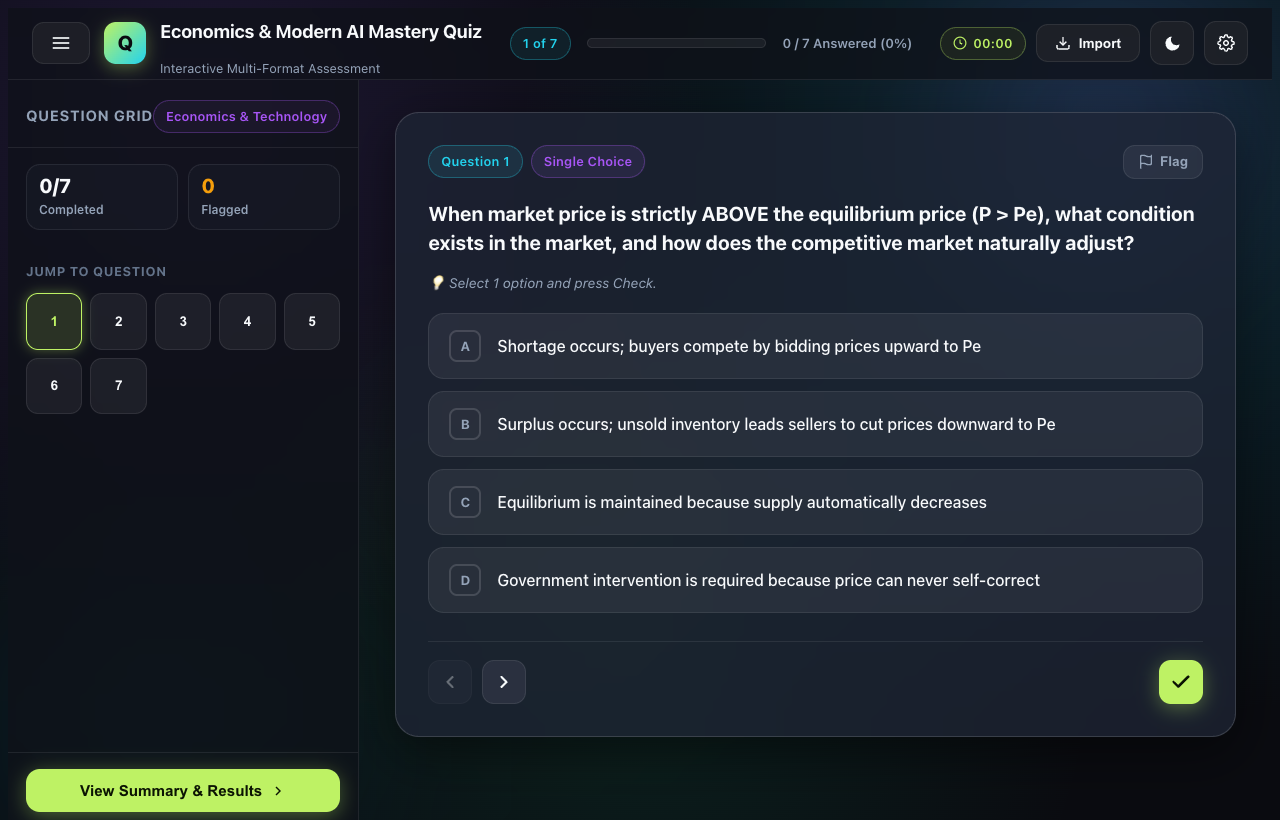 Q
Economics & Modern AI Mastery Quiz
Interactive Multi-Format Assessment
1 of 7
0 / 7 Answered (0%)
00:00
Import
QUESTION GRID
Economics & Technology
0/7
Completed
0
Flagged
JUMP TO QUESTION
1
2
3
4
5
6
7
View Summary & Results
Question 1
Single Choice
Flag
When market price is strictly ABOVE the equilibrium price (P > Pe), what condition
exists in the market, and how does the competitive market naturally adjust?
Select 1 option and press Check.
A
Shortage occurs; buyers compete by bidding prices upward to Pe
B
Surplus occurs; unsold inventory leads sellers to cut prices downward to Pe
C
Equilibrium is maintained because supply automatically decreases
D
Government intervention is required because price can never self-correct